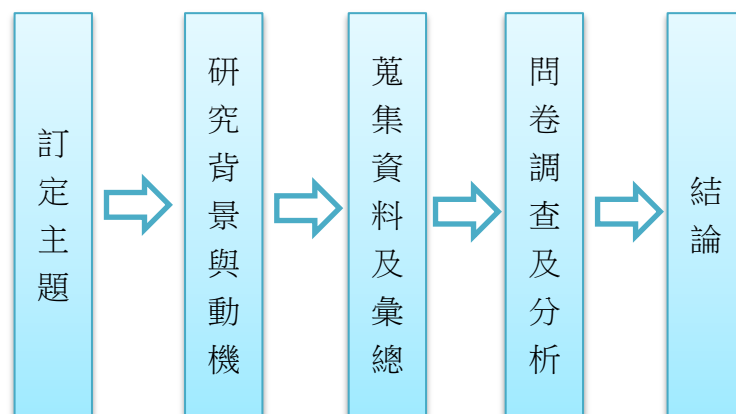 訂定主題
研究背景與動機
蒐集資料及彙總
問卷調查及分析
結論